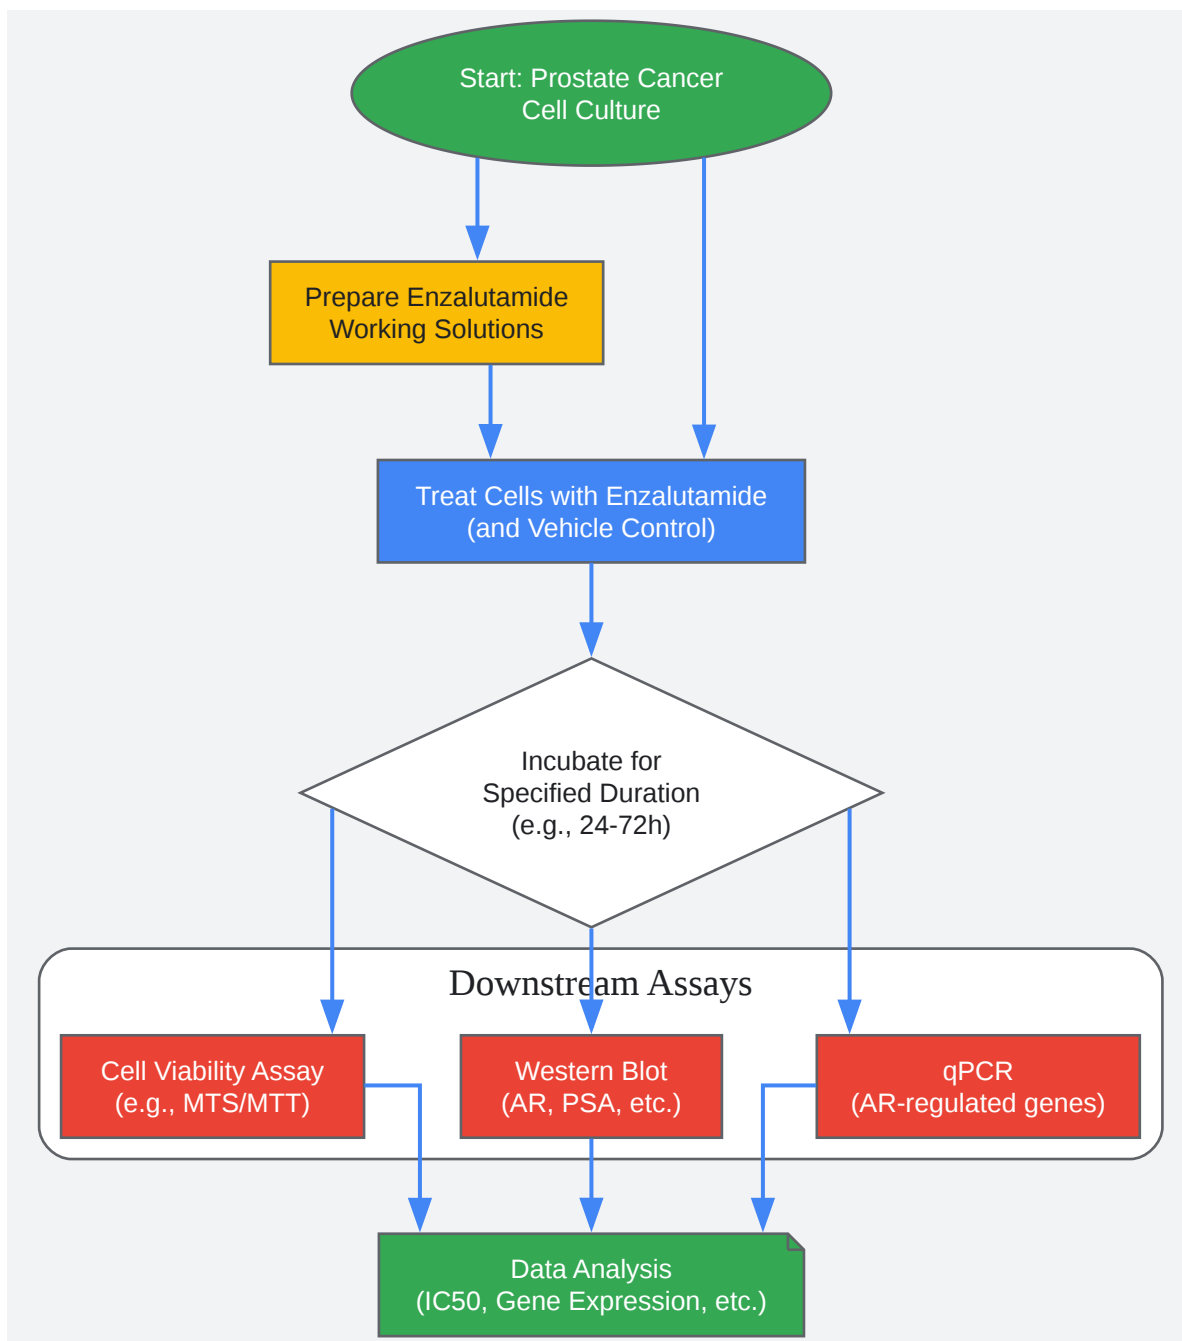 Start: Prostate Cancer
Cell Culture
Prepare Enzalutamide
Working Solutions
Treat Cells with Enzalutamide
(and Vehicle Control)
Incubate for
Specified Duration
(e.g., 24-72h)
Downstream Assays
Cell Viability Assay
(e.g., MTS/MTT)
Western Blot
(AR, PSA, etc.)
qPCR
(AR-regulated genes)
Data Analysis
(IC50, Gene Expression, etc.)